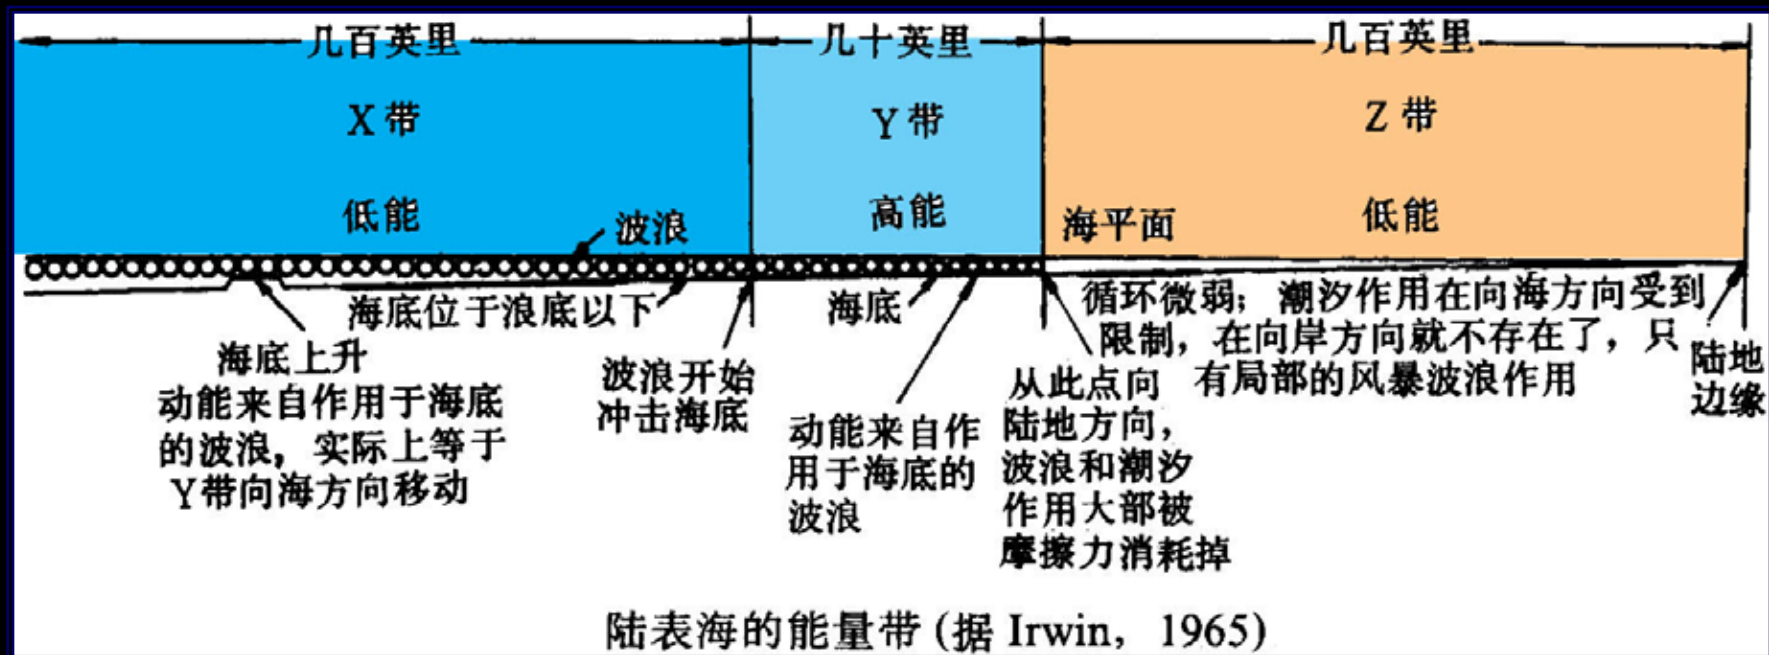 几百英里
几十英里
几百英里
X 带
Y 带
Z 带
低能
高能
低能
波浪
海平面
海底位于浪底以下
海底
海底上升
动能来自作用于海底
的波浪，实际上等于
Y带向海方向移动
波浪开始
冲击海底
动能来自作
用于海底的
波浪
从此点向
陆地方向，
波浪和潮汐
作用大部被
摩擦力消耗掉
循环微弱；潮汐作用在向海方向受到
限制，在向岸方向就不存在了，只
有局部的风暴波浪作用
陆地
边缘
陆表海的能量带 (据 Irwin，1965)